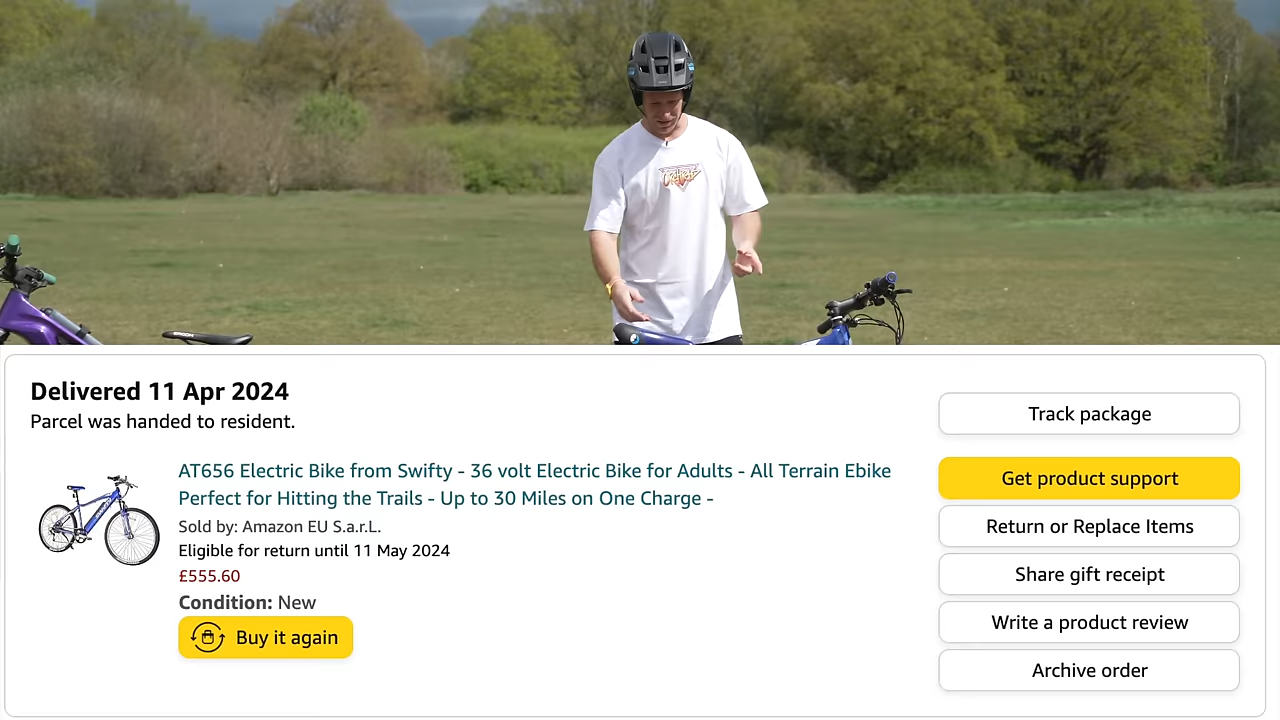 Delivered 11 Apr 2024
Parcel was handed to resident.
Track package
AT656 Electric Bike from Swifty - 36 volt Electric Bike for Adults - All Terrain Ebike
Perfect for Hitting the Trails - Up to 30 Miles on One Charge -
Sold by: Amazon EU S.a.r.L.
Eligible for return until 11 May 2024
£555.60
Condition: New
Buy it again
Get product support
Return or Replace Items
Share gift receipt
Write a product review
Archive order